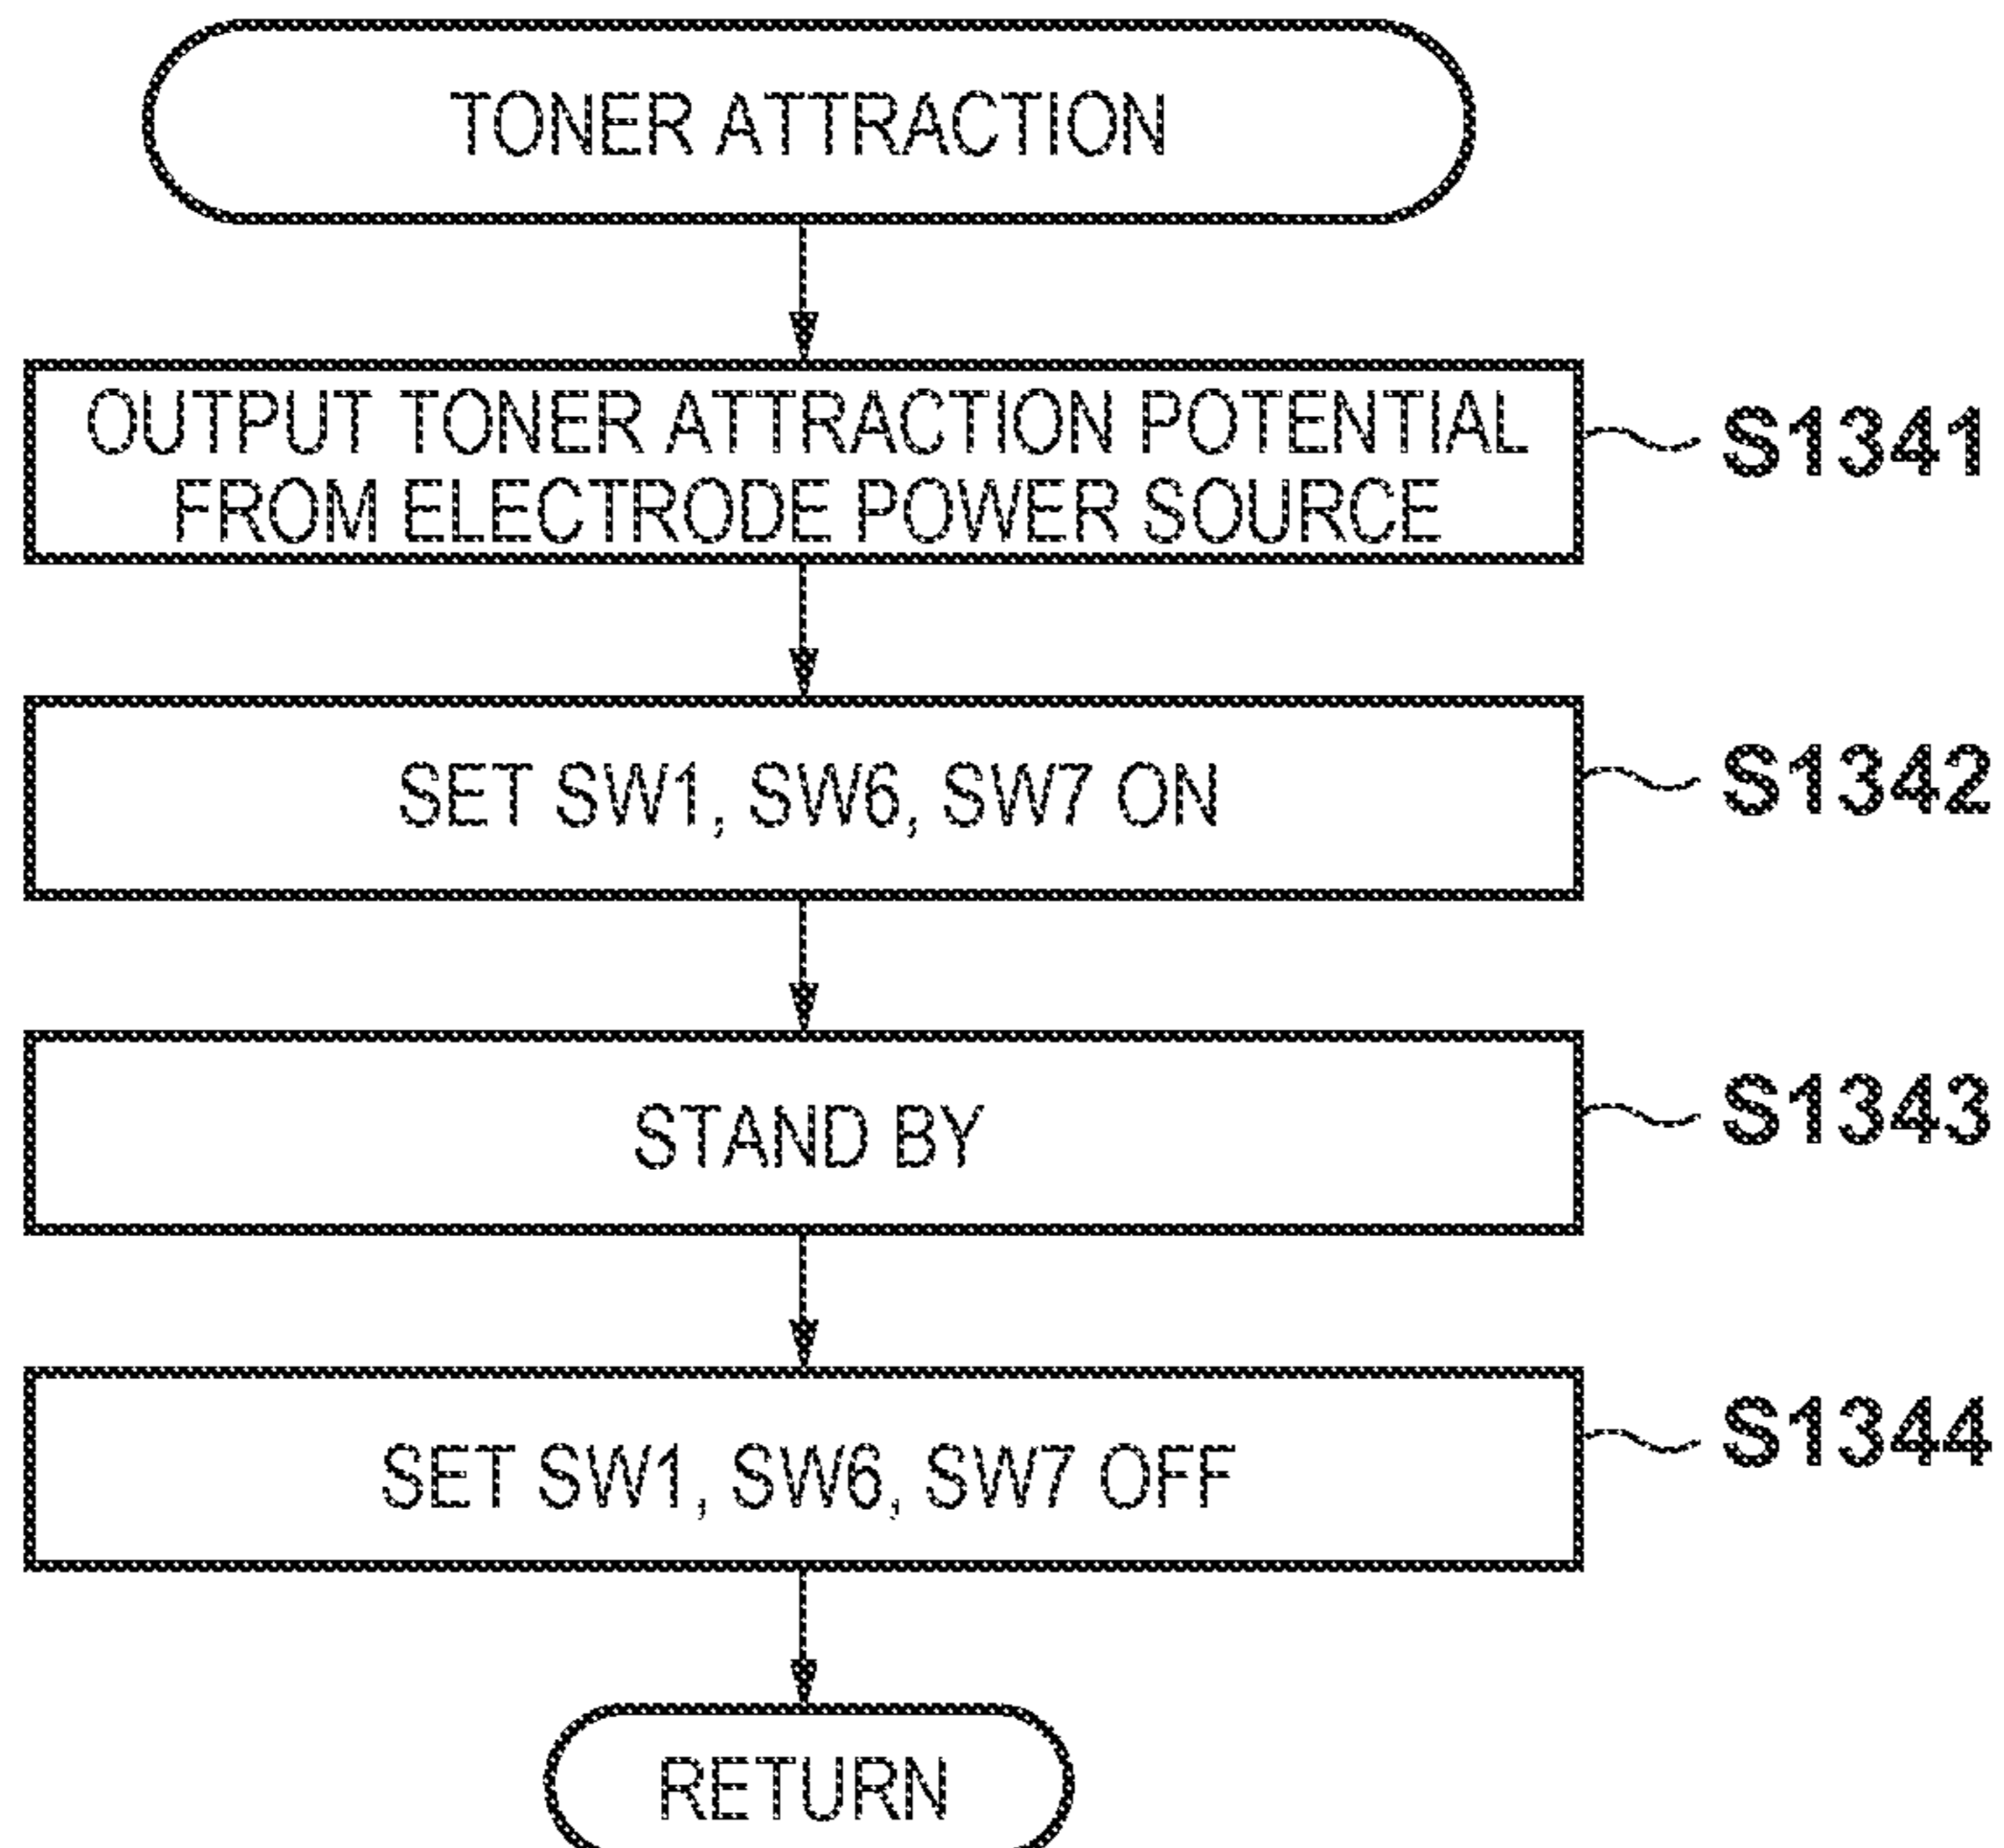 TONER ATTRACTION
OUTPUT TONER ATTRACTION POTENTIAL
FROM ELECTRODE POWER SOURCE
S1341
SET SW1, SW6, SW7 ON
S1342
STAND BY
S1343
SET SW1, SW6, SW7 OFF
S1344
RETURN